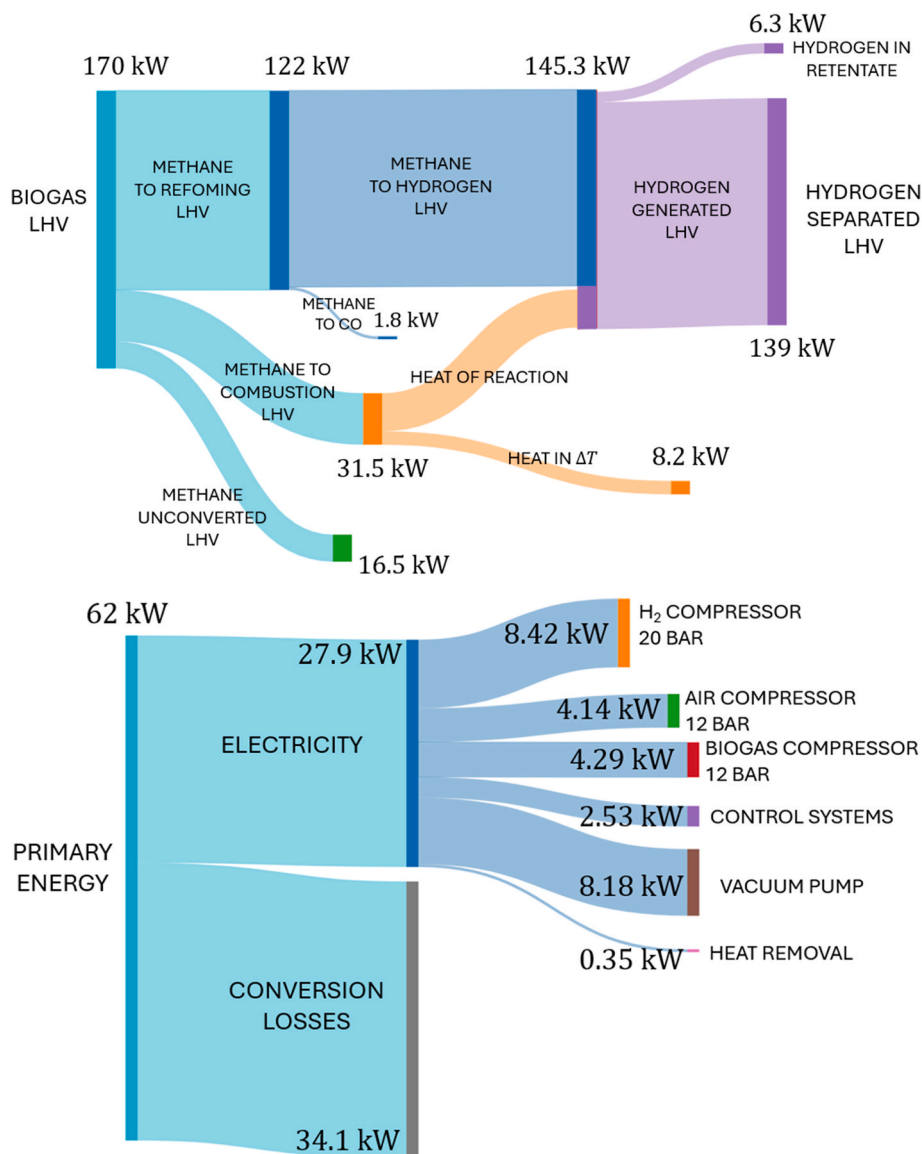 6.3 kW
HYDROGEN IN
RETENTATE
170 kW
122 kW
145.3 kW
BIOGAS
LHV
METHANE
TO REFOMING
LHV
METHANE
TO HYDROGEN
LHV
HYDROGEN
GENERATED
LHV
HYDROGEN
SEPARATED
LHV
METHANE
TO CO
1.8 kW
139 kW
METHANE TO
COMBUSTION
LHV
HEAT OF REACTION
31.5 kW
HEAT IN ΔT
8.2 kW
METHANE
UNCONVERTED
LHV
16.5 kW
62 kW
27.9 kW
8.42 kW
H₂ COMPRESSOR
20 BAR
4.14 kW
AIR COMPRESSOR
12 BAR
ELECTRICITY
4.29 kW
BIOGAS COMPRESSOR
12 BAR
2.53 kW
CONTROL SYSTEMS
PRIMARY
ENERGY
8.18 kW
VACUUM PUMP
0.35 kW
HEAT REMOVAL
CONVERSION
LOSSES
34.1 kW